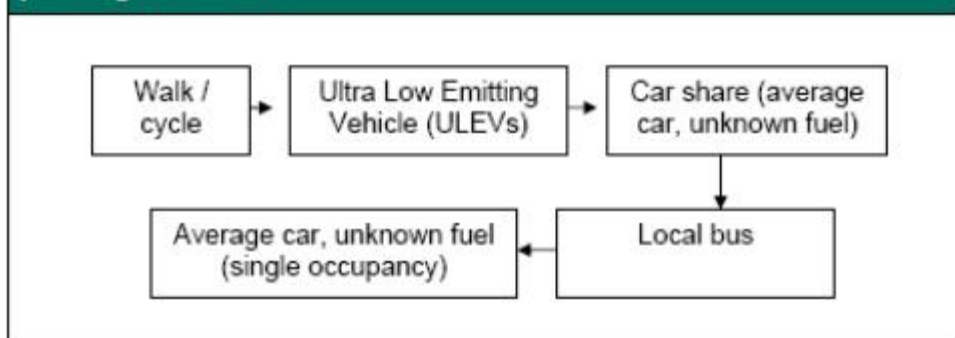 Walk /
cycle
Ultra Low Emitting
Vehicle (ULEVs)
Car share (average
car, unknown fuel)
Local bus
Average car, unknown fuel
(single occupancy)